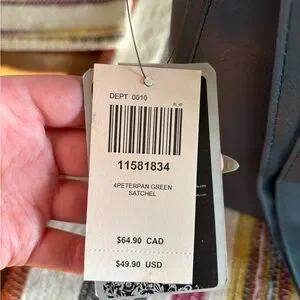 DEPT 0010
11581834
4PETERPAN GREEN
SATCHEL
$64.90 CAD
$49.90 USD